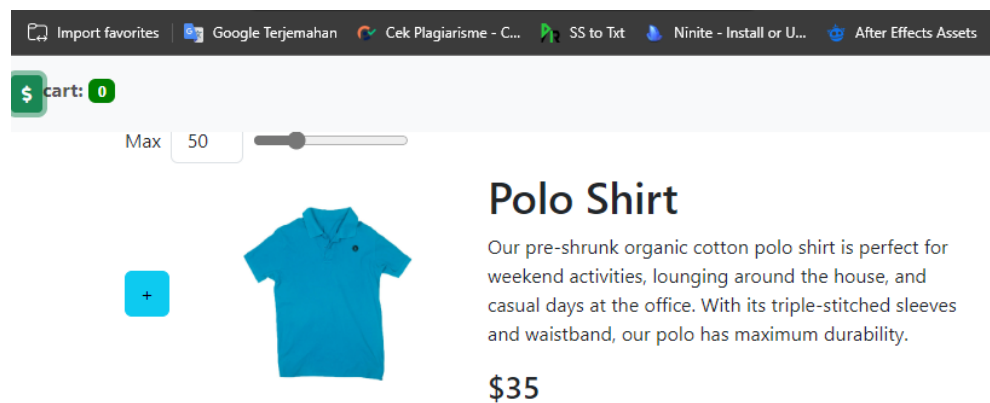 Import favorites Google Terjemahan Cek Plagiarisme - C... SS to Txt Ninite - Install or U... After Effects Assets
$ cart: 0
Max 50
Polo Shirt
Our pre-shrunk organic cotton polo shirt is perfect for
weekend activities, lounging around the house, and
casual days at the office. With its triple-stitched sleeves
and waistband, our polo has maximum durability.
+
$35